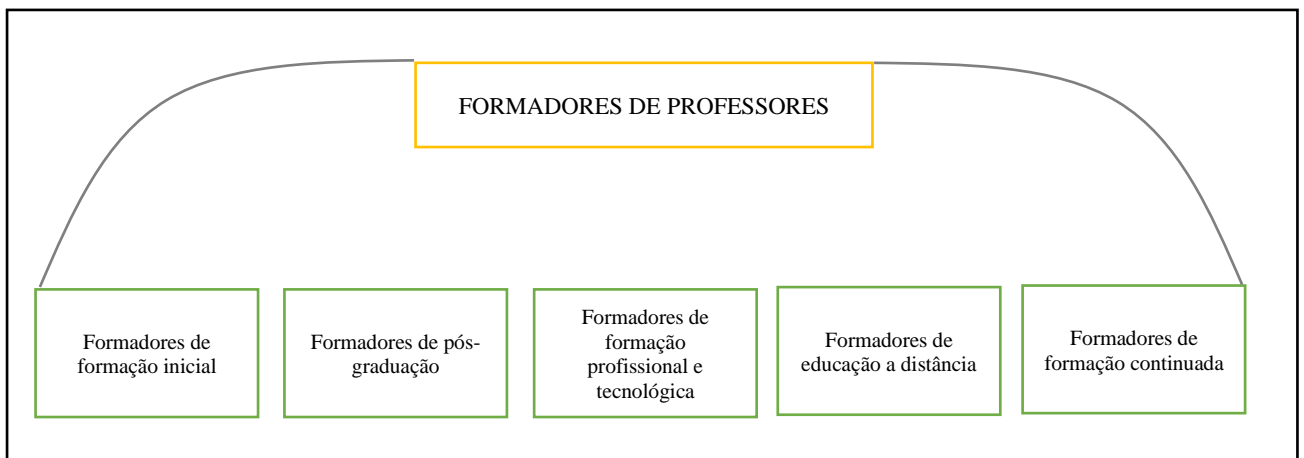 FORMADORES DE PROFESSORES
Formadores de
formação inicial
Formadores de pós-
graduação
Formadores de
formação
profissional e
tecnológica
Formadores de
educação a distância
Formadores de
formação continuada